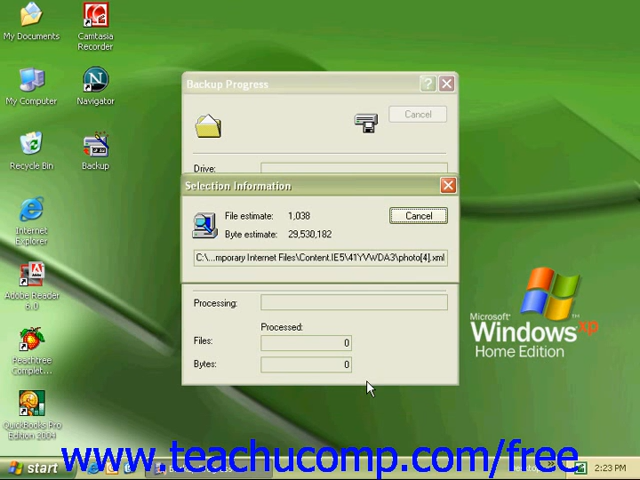 My Documents
Camtasia
Recorder
My Computer
Navigator
Recycle Bin
Backup
Internet
Explorer
Adobe Reader
6.0
Peachtree
Complet...
QuickBooks Pro
Edition 2004
Backup Progress
Cancel
Drive:
Selection Information
File estimate: 1,038
Cancel
Byte estimate: 29,530,182
C:\...mporary Internet Files\Content.IE5\41YVWDA3\photo[4].xml
Processing:
Processed:
Files: 0
Bytes: 0
Microsoft
Windows xp
Home Edition
start
2:23 PM
www.teachucomp.com/free